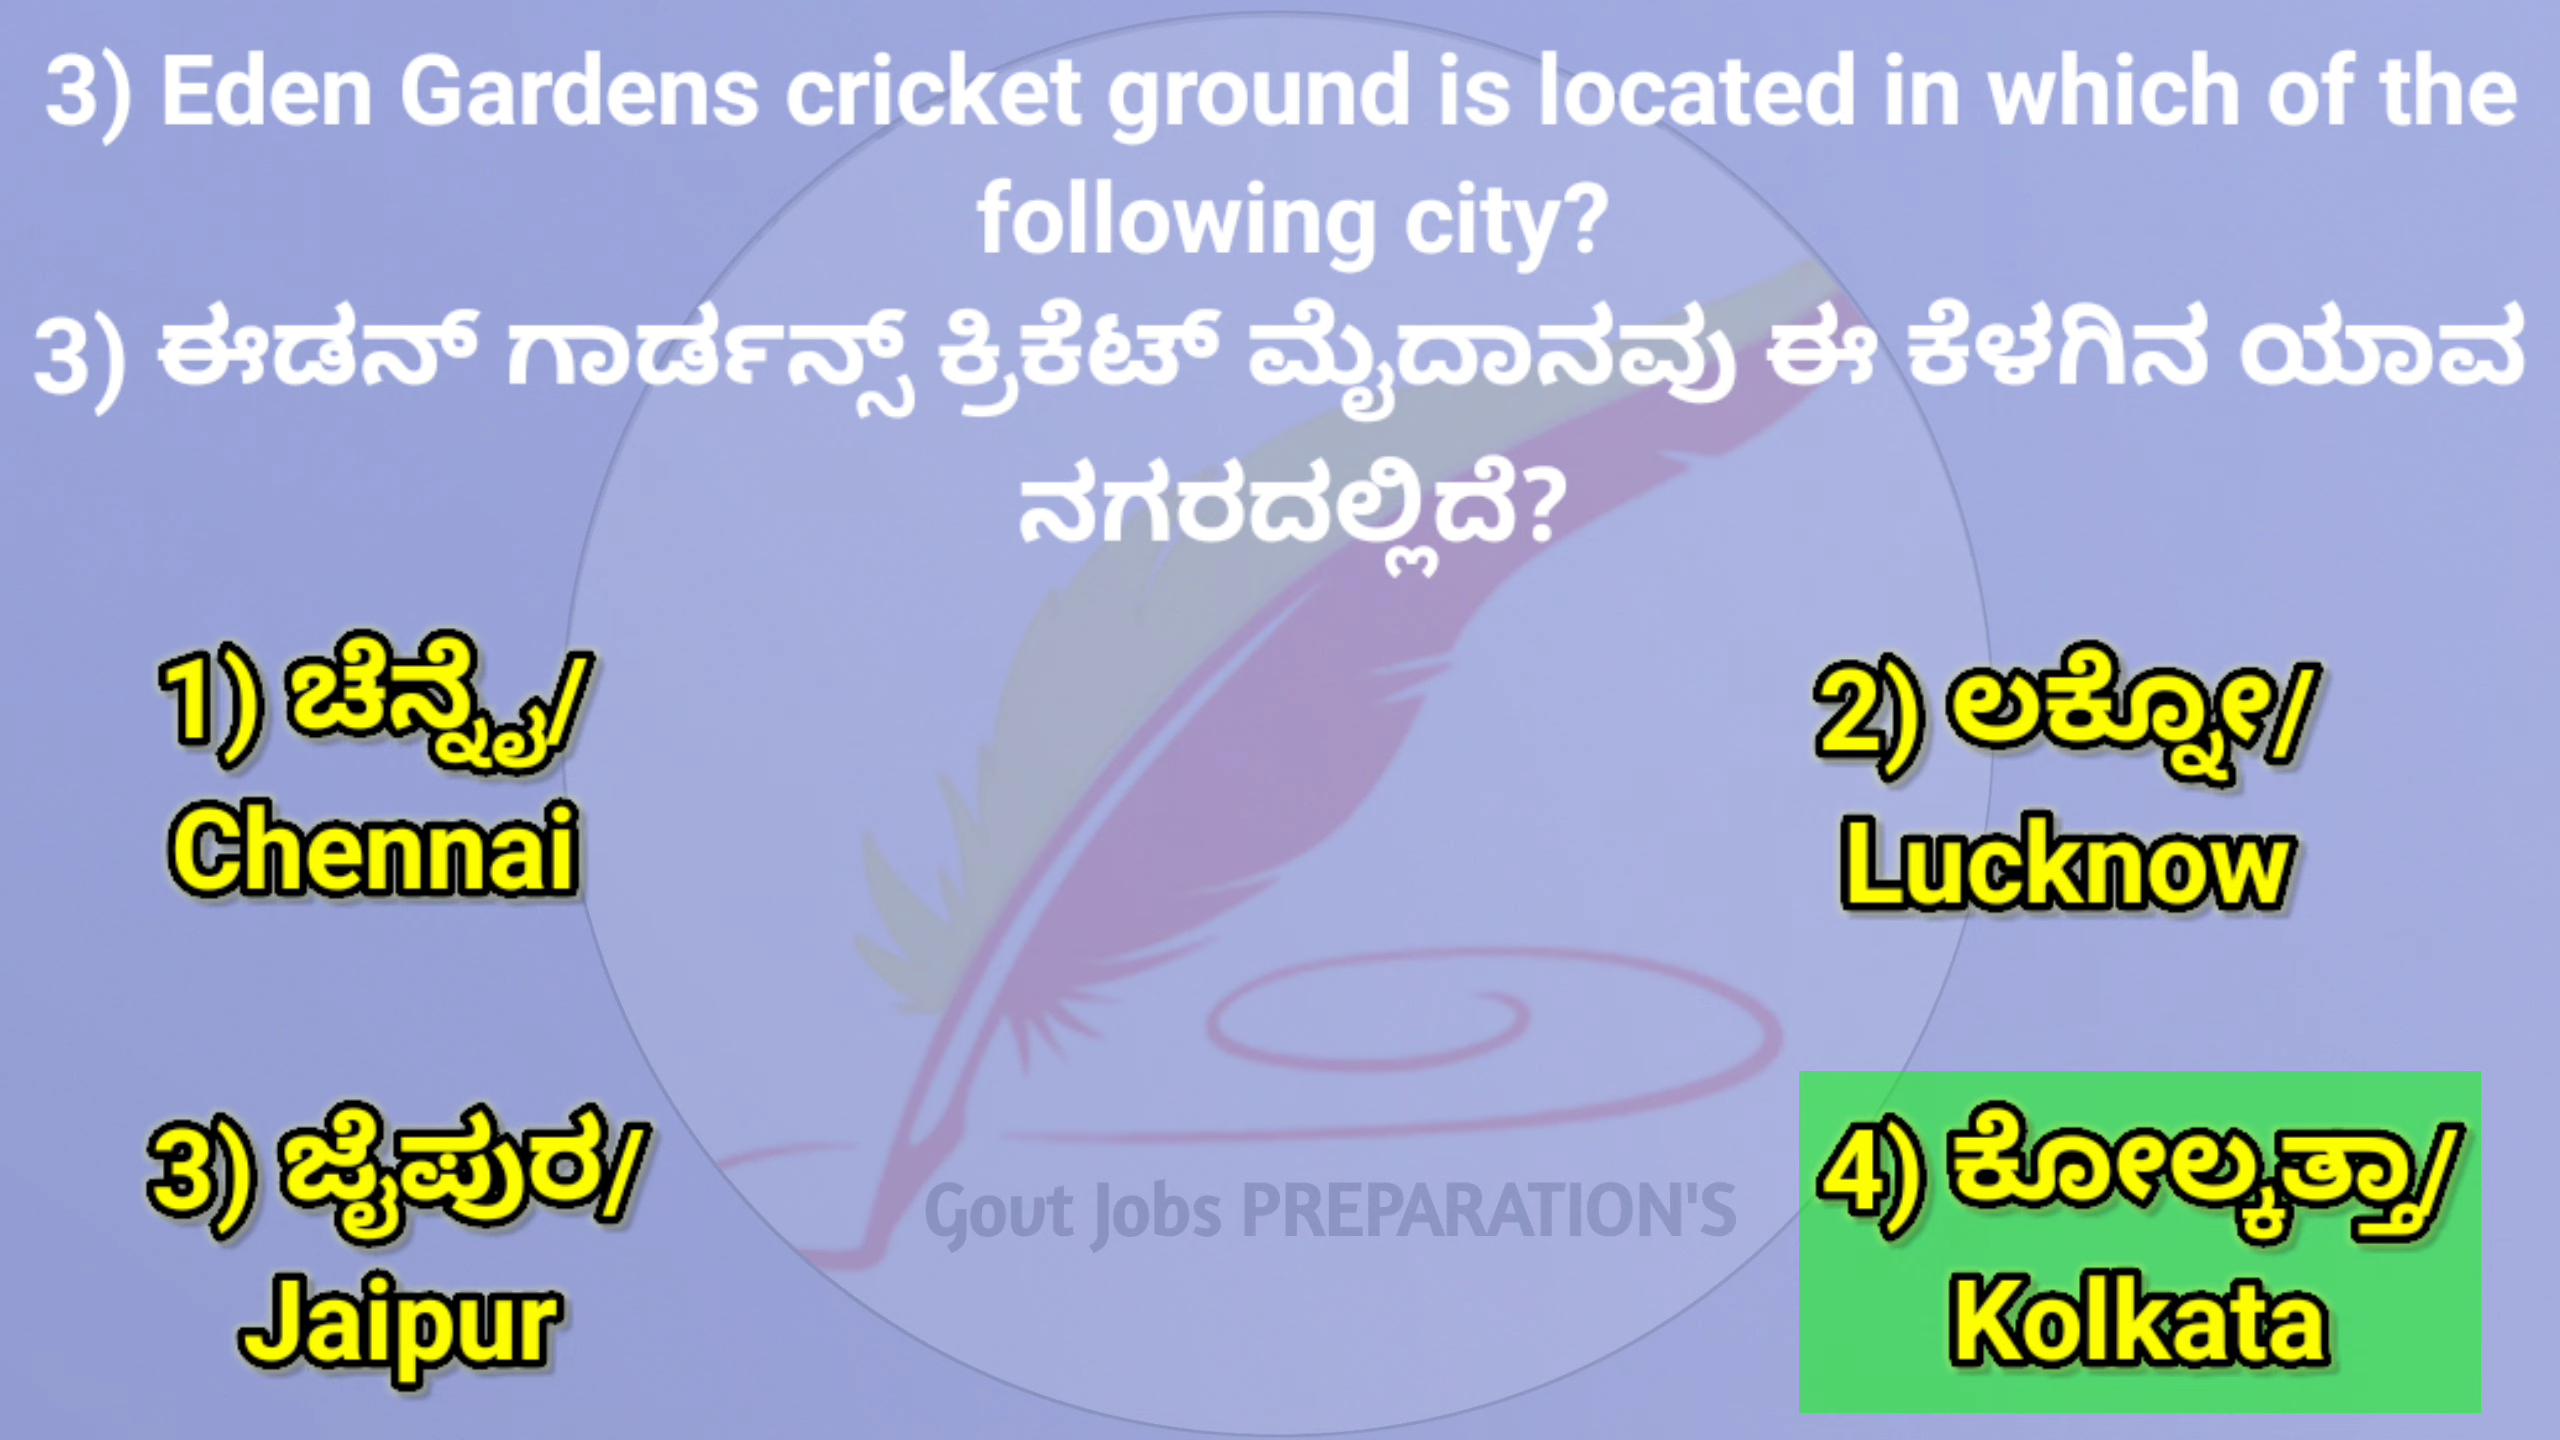 3) Eden Gardens cricket ground is located in which of the
following city?
3) ಈಡನ್ ಗಾರ್ಡನ್ಸ್ ಕ್ರಿಕೆಟ್ ಮೈದಾನವು ಈ ಕೆಳಗಿನ ಯಾವ
ನಗರದಲ್ಲಿದೆ?
1) ಚೆನ್ನೈ/
Chennai
2) ಲಕ್ನೋ/
Lucknow
3) ಜೈಪುರ/
Jaipur
4) ಕೋಲ್ಕತ್ತಾ/
Kolkata
Govt Jobs PREPARATION'S